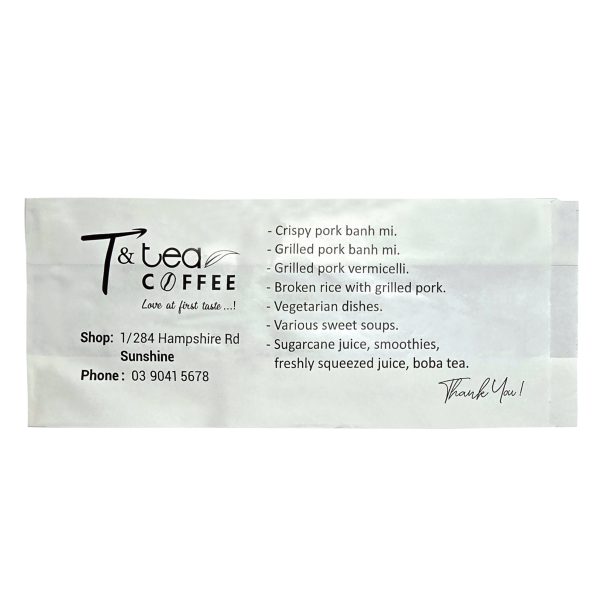 T & tea
COFFEE
Love at first taste ...!
Shop: 1/284 Hampshire Rd
Sunshine
Phone: 03 9041 5678
- Crispy pork banh mi.
- Grilled pork banh mi.
- Grilled pork vermicelli.
- Broken rice with grilled pork.
- Vegetarian dishes.
- Various sweet soups.
- Sugarcane juice, smoothies,
freshly squeezed juice, boba tea.
Thank You!